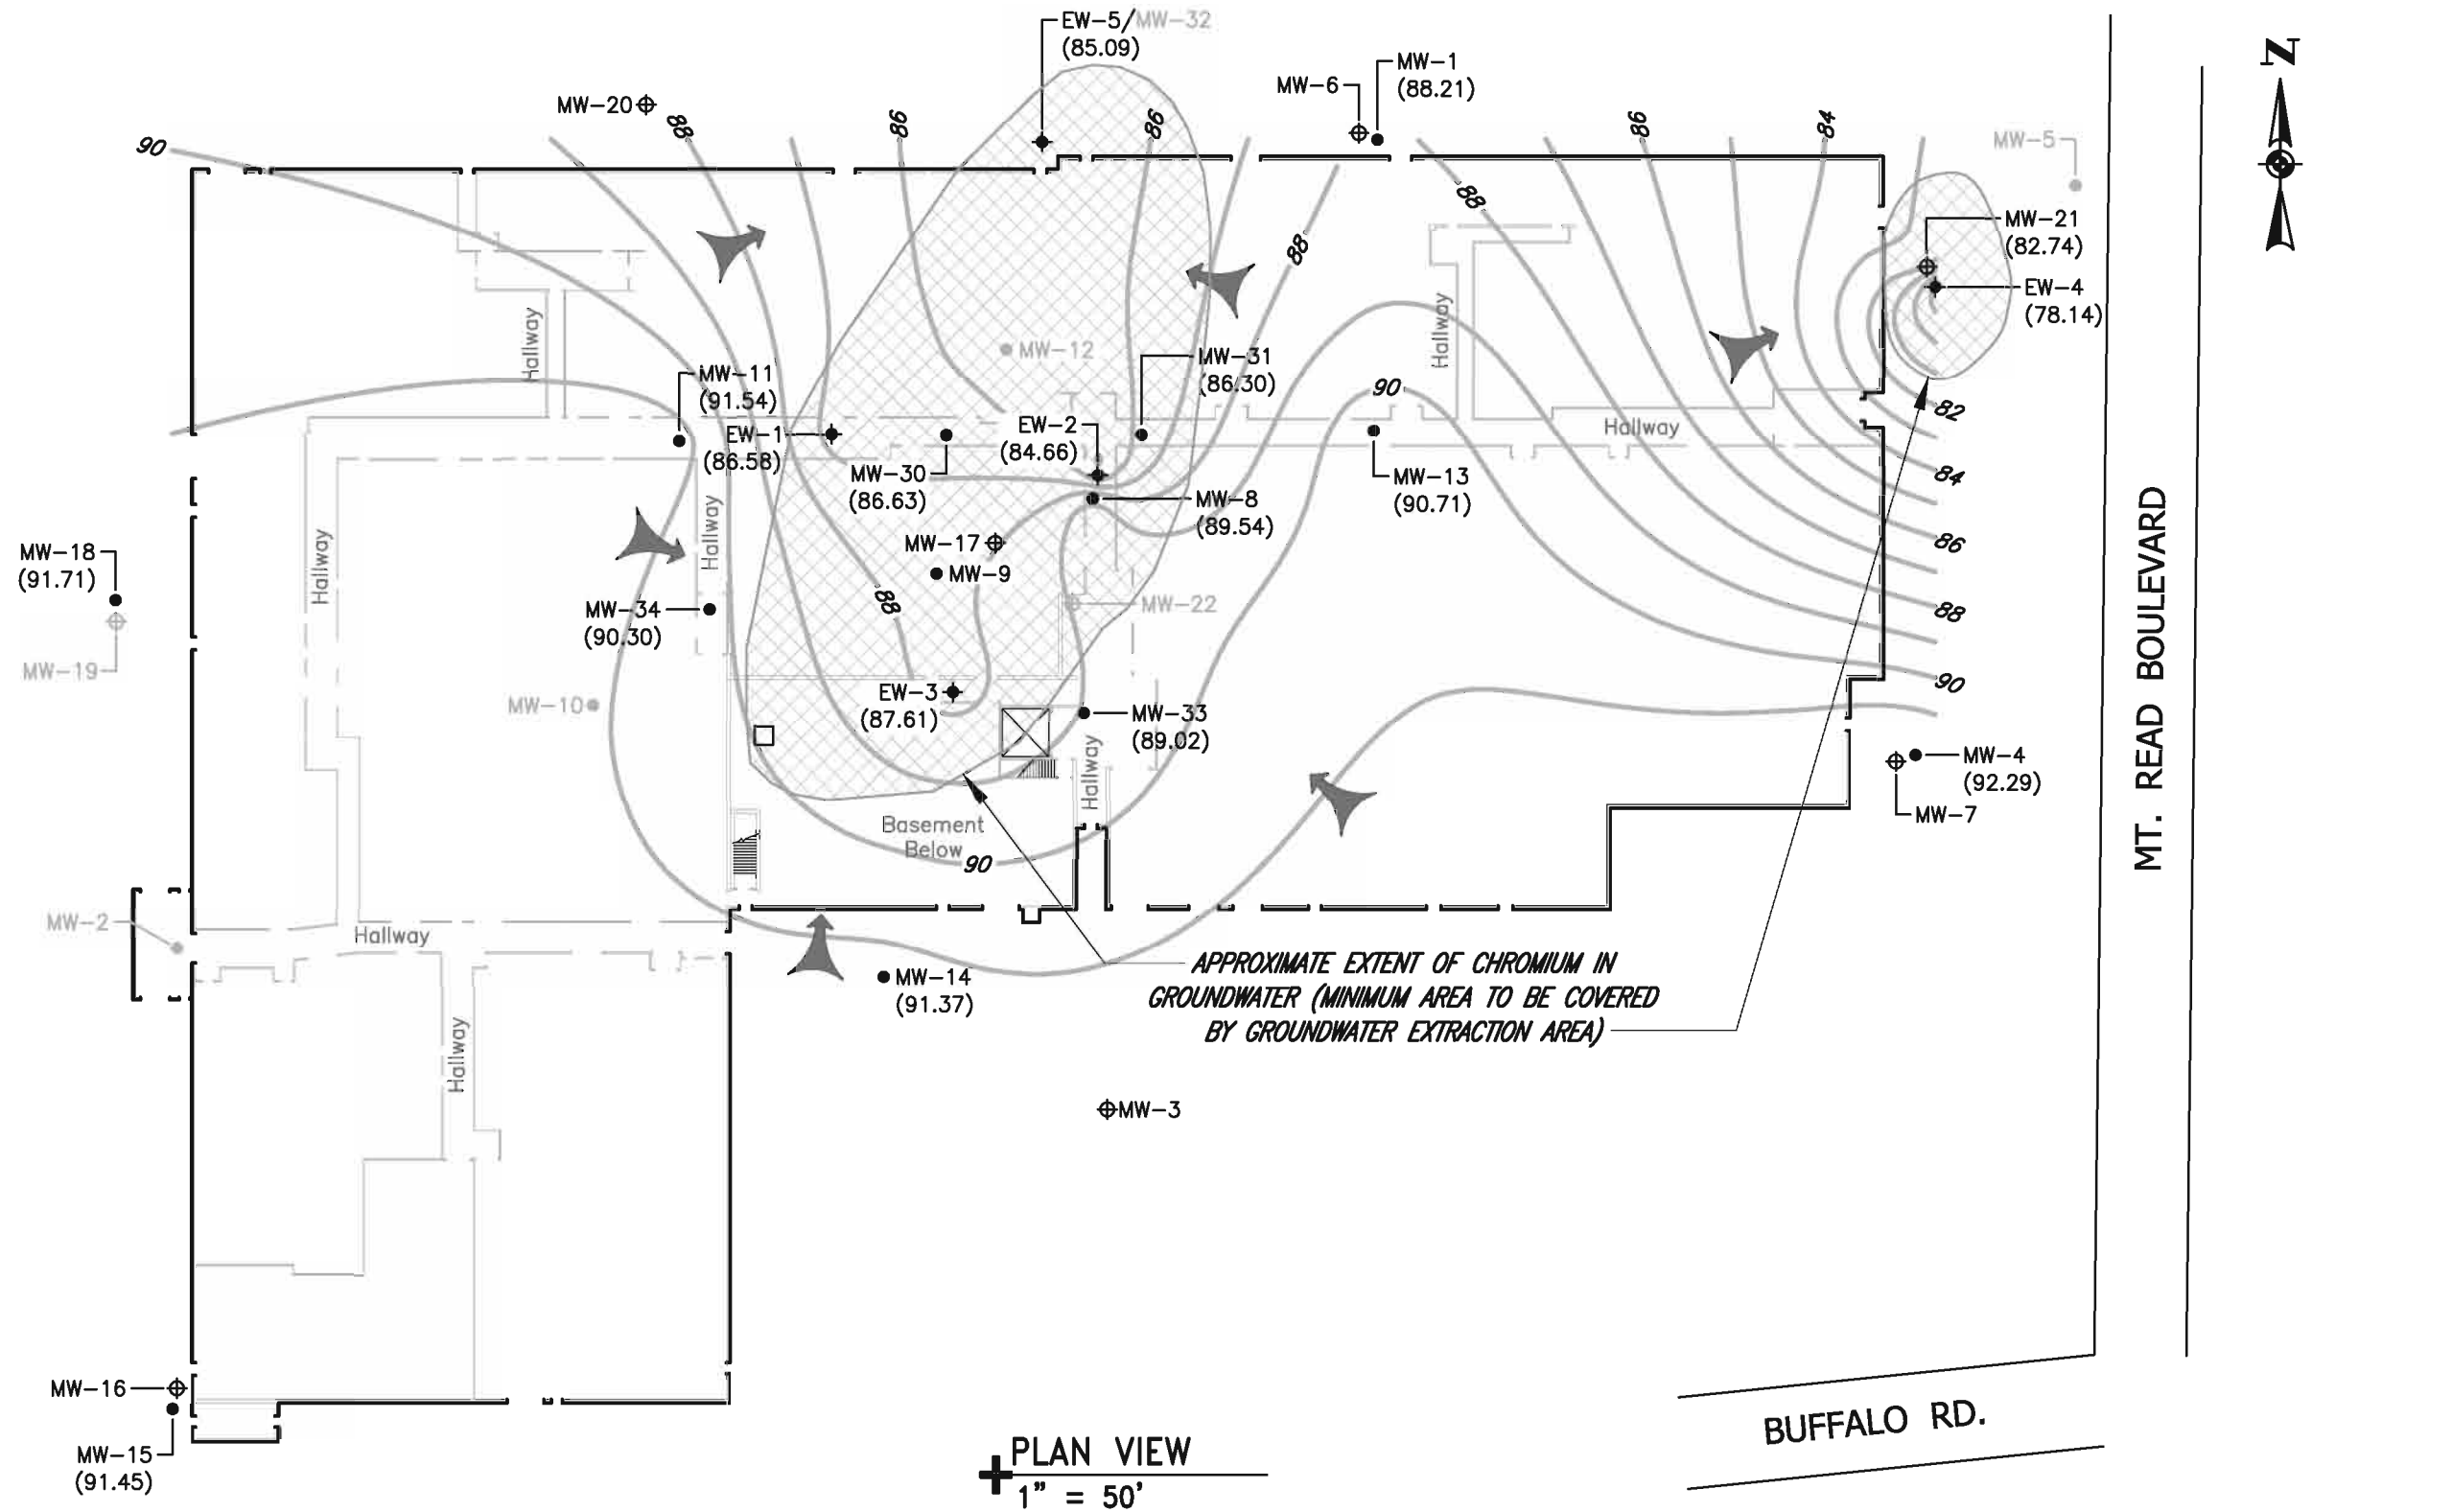 EW-5/MW-32
(85.09)
MW-6
MW-1
(88.21)
N
MW-20
88
86
86
86
84
90
MW-5
MW-21
(82.74)
EW-4
(78.14)
88
88
Hallway
Hallway
MW-12
MW-31
(86.30)
MW-11
(91.54)
90
82
EW-1
(86.58)
EW-2
(84.66)
Hallway
MW-30
(86.63)
MW-13
(90.71)
84
MW-8
(89.54)
Hallway
Hallway
MW-17
86
MW-18
(91.71)
MW-9
MW-34
(90.30)
88
MW-22
88
MW-19
MW-10
EW-3
(87.61)
90
MW-33
(89.02)
MW-4
(92.29)
MW-7
Hallway
MT. READ BOULEVARD
Basement
Below
90
MW-2
Hallway
MW-14
(91.37)
APPROXIMATE EXTENT OF CHROMIUM IN
GROUNDWATER (MINIMUM AREA TO BE COVERED
BY GROUNDWATER EXTRACTION AREA)
Hallway
MW-3
MW-16
MW-15
(91.45)
BUFFALO RD.
PLAN VIEW
1" = 50'